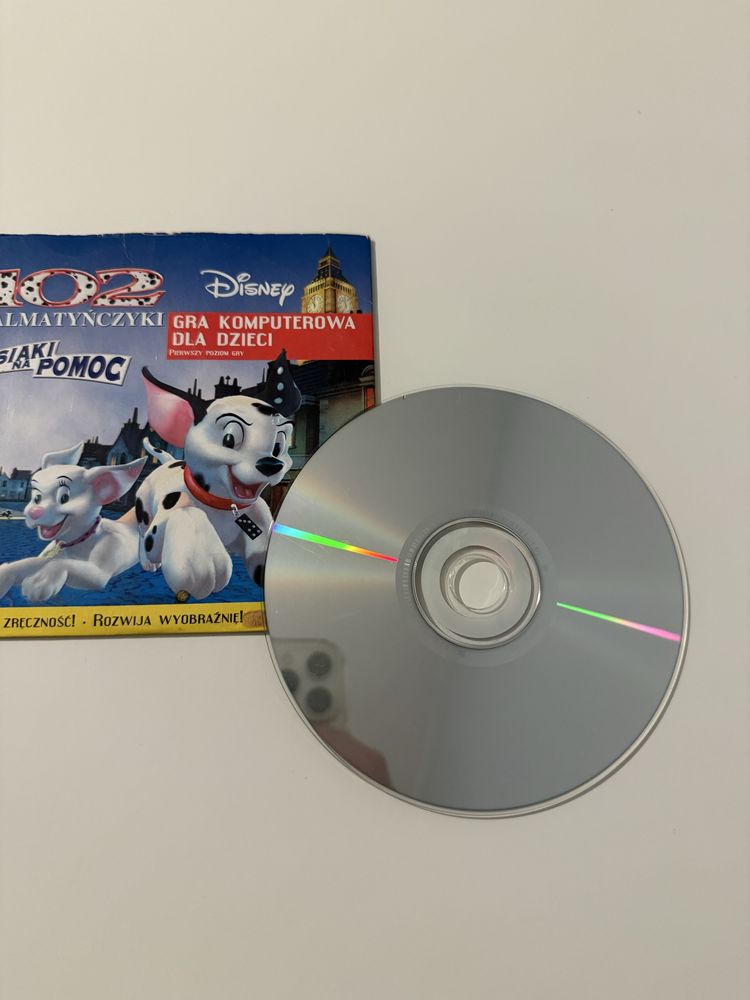 102
DISNEY
ALMATYŃCZYKI
GRA KOMPUTEROWA
DLA DZIECI
PIERWSZY POZIOM GRY
SIAKI
NA POMOC
ZRĘCZNOŚĆ! · ROZWIJA WYOBRAŹNIĘ!